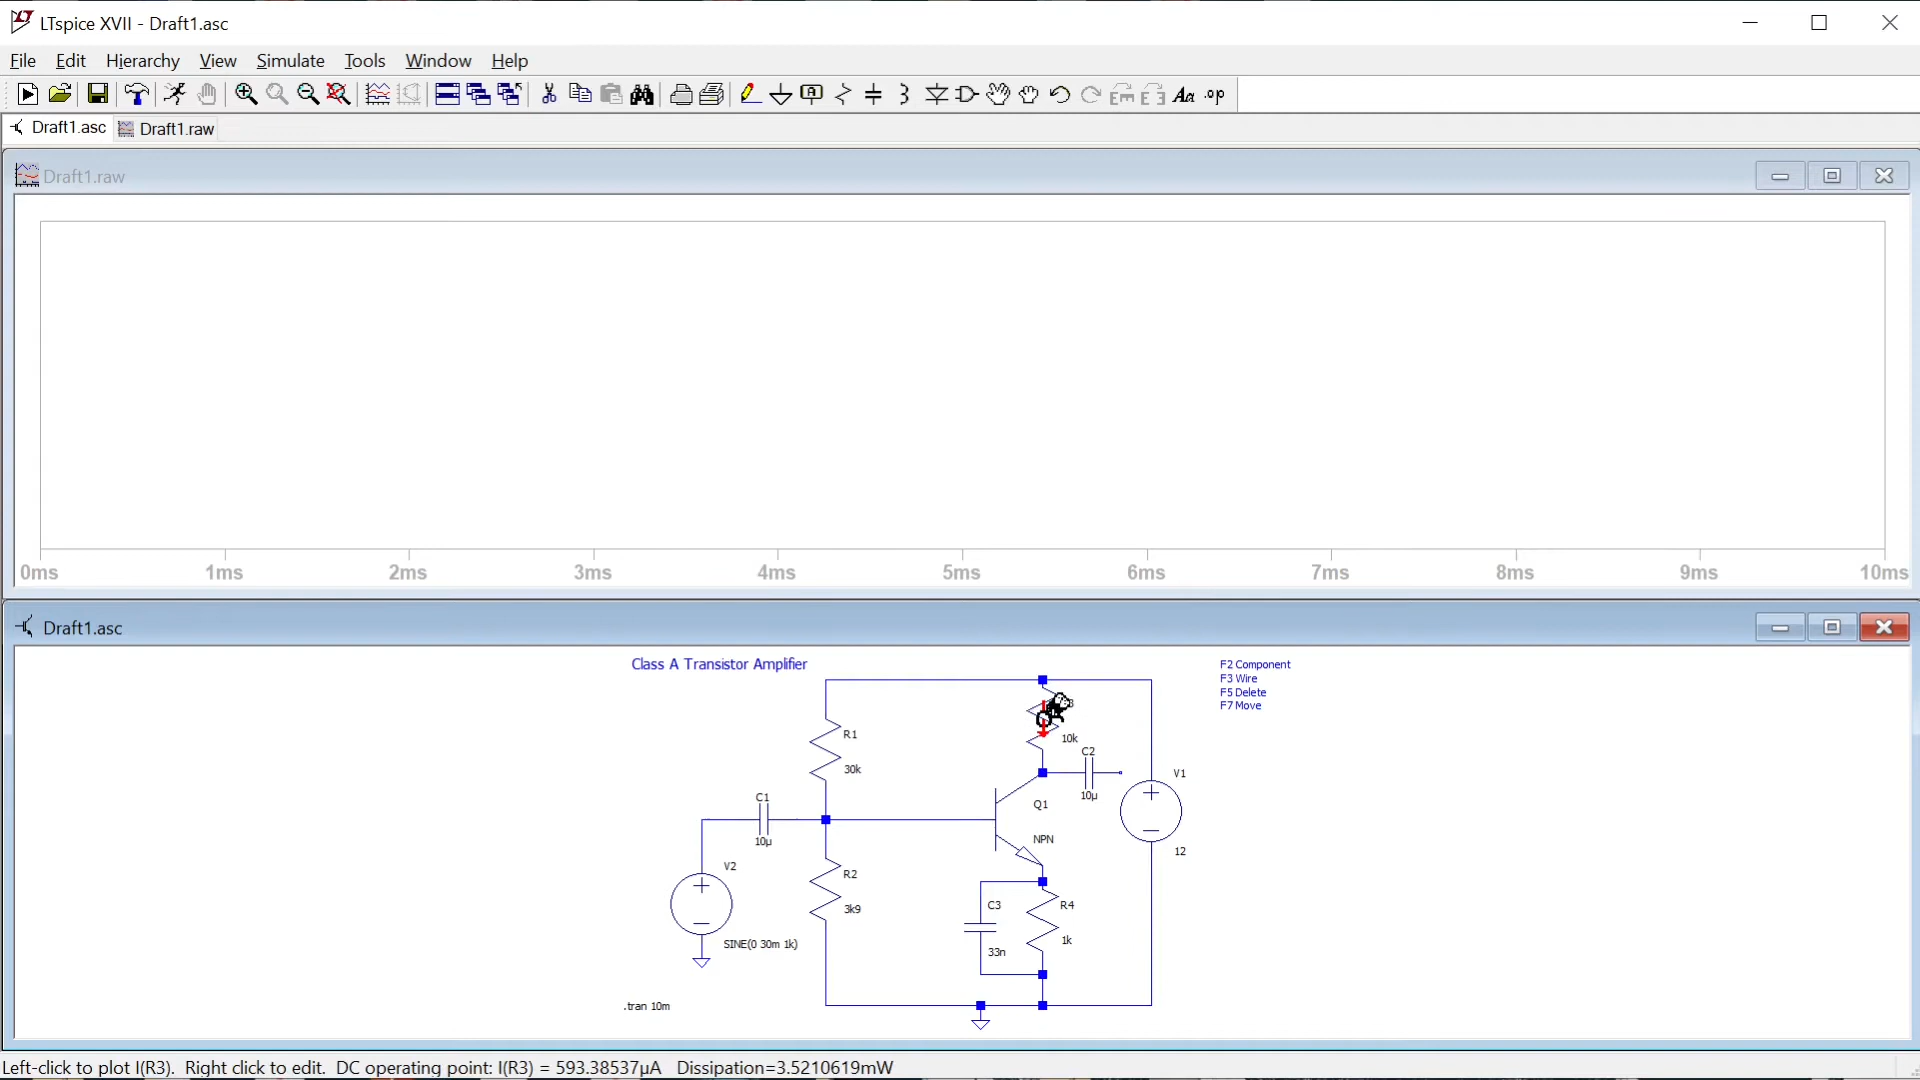 LTspice XVII - Draft1.asc
File Edit Hierarchy View Simulate Tools Window Help
Draft1.asc Draft1.raw
Draft1.raw
0ms 1ms 2ms 3ms 4ms 5ms 6ms 7ms 8ms 9ms 10ms
Draft1.asc
Class A Transistor Amplifier
F2 Component
F3 Wire
F5 Delete
F7 Move
R1
30k
10k
C2
10µ
V1
12
C1
10µ
Q1
NPN
V2
SINE(0 30m 1k)
R2
3k9
C3
33n
R4
1k
.tran 10m
Left-click to plot I(R3). Right click to edit. DC operating point: I(R3) = 593.38537µA Dissipation=3.5210619mW